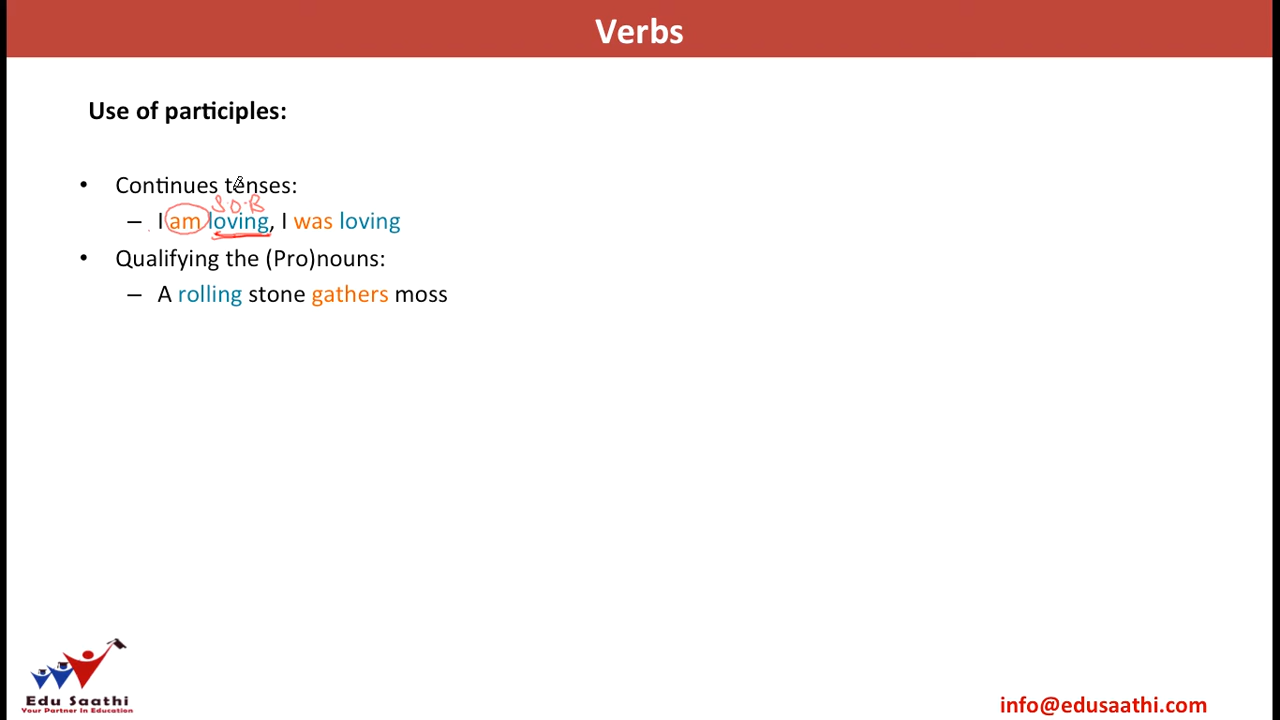 Verbs
Use of participles:
• Continues tenses:
S.O.B
– I am loving, I was loving
• Qualifying the (Pro)nouns:
– A rolling stone gathers moss
Edu Saathi
Your Partner In Education
info@edusaathi.com